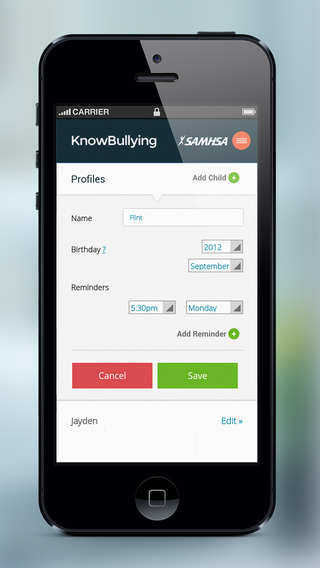 CARRIER
KnowBullying SAMHSA
Profiles Add Child
Name Flint
Birthday ? 2012
September
Reminders
5:30pm Monday
Add Reminder
Cancel Save
Jayden Edit »